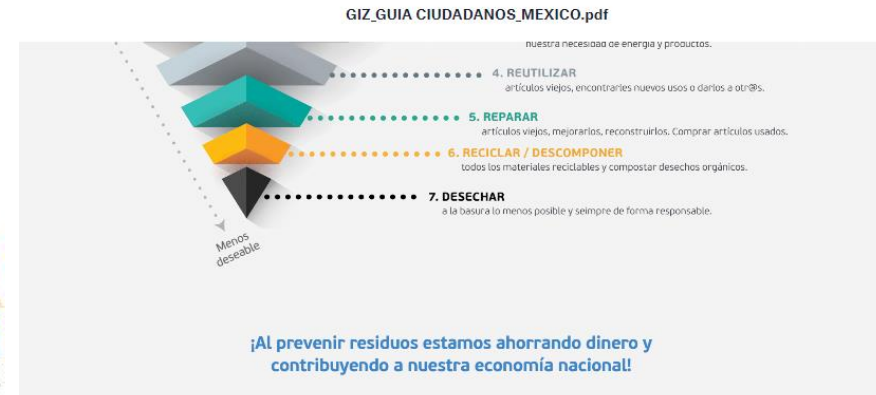 GIZ_GUIA CIUDADANOS_MEXICO.pdf
nuestra necesidad de energía y productos.
4. REUTILIZAR
artículos viejos, encontrarles nuevos usos o darlos a otr@s.
5. REPARAR
artículos viejos, mejorarlos, reconstruirlos. Comprar artículos usados.
6. RECICLAR / DESCOMPONER
todos los materiales reciclables y compostar desechos orgánicos.
7. DESECHAR
a la basura lo menos posible y seimpre de forma responsable.
Menos
deseable
¡Al prevenir residuos estamos ahorrando dinero y
contribuyendo a nuestra economía nacional!